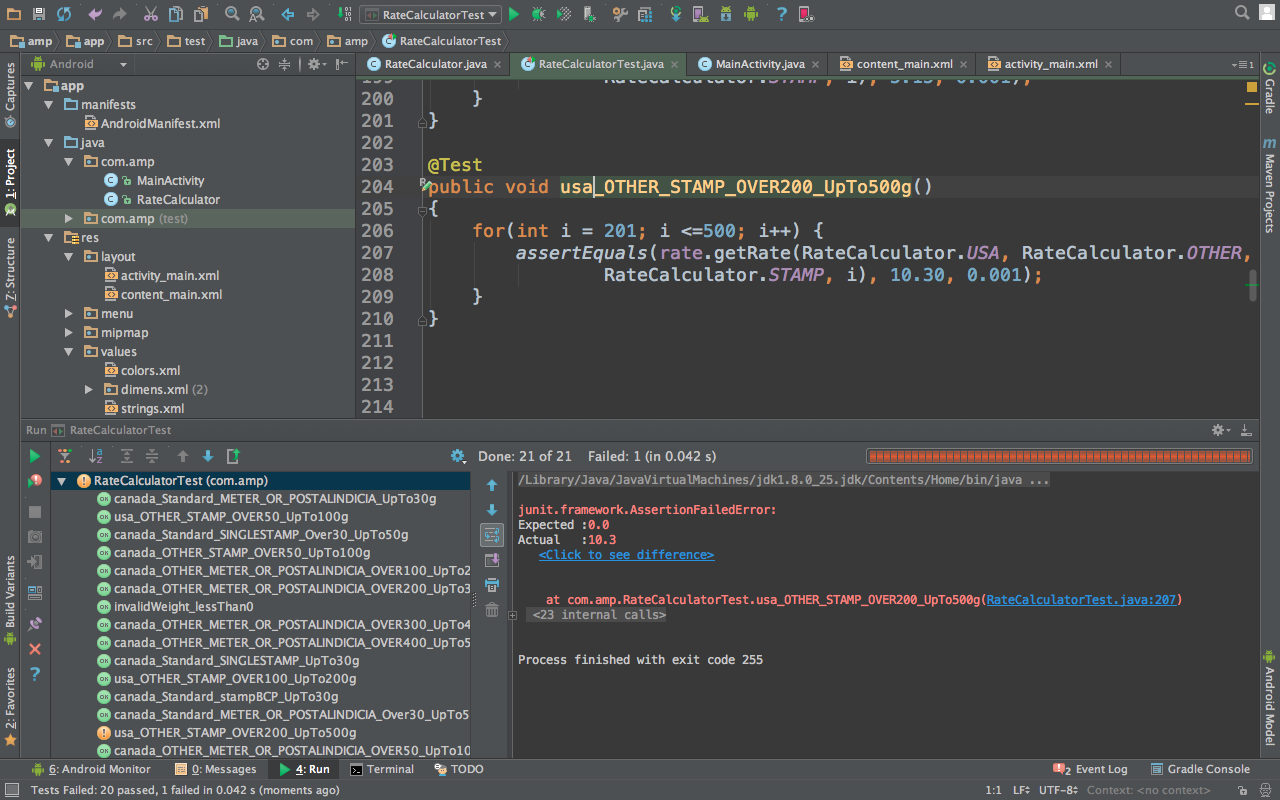 RateCalculatorTest
amp app src test java com amp RateCalculatorTest
Android
RateCalculator.java RateCalculatorTest.java MainActivity.java content_main.xml activity_main.xml
1
Captures
1: Project
7: Structure
Build Variants
2: Favorites
app
manifests
AndroidManifest.xml
java
com.amp
MainActivity
RateCalculator
com.amp (test)
res
layout
activity_main.xml
content_main.xml
menu
mipmap
values
colors.xml
dimens.xml (2)
strings.xml
199 RateCalculator.STAMP, i), 5.15, 0.001);
200 }
201 }
202
203 @Test
204 public void usa_OTHER_STAMP_OVER200_UpTo500g()
205 {
206 for(int i = 201; i <=500; i++) {
207 assertEquals(rate.getRate(RateCalculator.USA, RateCalculator.OTHER,
208 RateCalculator.STAMP, i), 10.30, 0.001);
209 }
210 }
211
212
213
214
Gradle
Maven Projects
Android Model
Run RateCalculatorTest
Done: 21 of 21 Failed: 1 (in 0.042 s)
RateCalculatorTest (com.amp)
canada_Standard_METER_OR_POSTALINDICIA_UpTo30g
usa_OTHER_STAMP_OVER50_UpTo100g
canada_Standard_SINGLESTAMP_Over30_UpTo50g
canada_OTHER_STAMP_OVER50_UpTo100g
canada_OTHER_METER_OR_POSTALINDICIA_OVER100_UpTo2
canada_OTHER_METER_OR_POSTALINDICIA_OVER200_UpTo3
invalidWeight_lessThan0
canada_OTHER_METER_OR_POSTALINDICIA_OVER300_UpTo4
canada_OTHER_METER_OR_POSTALINDICIA_OVER400_UpTo5
canada_Standard_SINGLESTAMP_UpTo30g
usa_OTHER_STAMP_OVER100_UpTo200g
canada_Standard_stampBCP_UpTo30g
canada_Standard_METER_OR_POSTALINDICIA_Over30_UpTo5
usa_OTHER_STAMP_OVER200_UpTo500g
canada_OTHER_METER_OR_POSTALINDICIA_OVER50_UpTo10
/Library/Java/JavaVirtualMachines/jdk1.8.0_25.jdk/Contents/Home/bin/java ...
junit.framework.AssertionFailedError:
Expected :0.0
Actual :10.3
<Click to see difference>
at com.amp.RateCalculatorTest.usa_OTHER_STAMP_OVER200_UpTo500g(RateCalculatorTest.java:207)
<23 internal calls>
Process finished with exit code 255
6: Android Monitor 0: Messages 4: Run Terminal TODO 2 Event Log Gradle Console
Tests Failed: 20 passed, 1 failed in 0.042 s (moments ago) 1:1 LF UTF-8 Context: <no context>